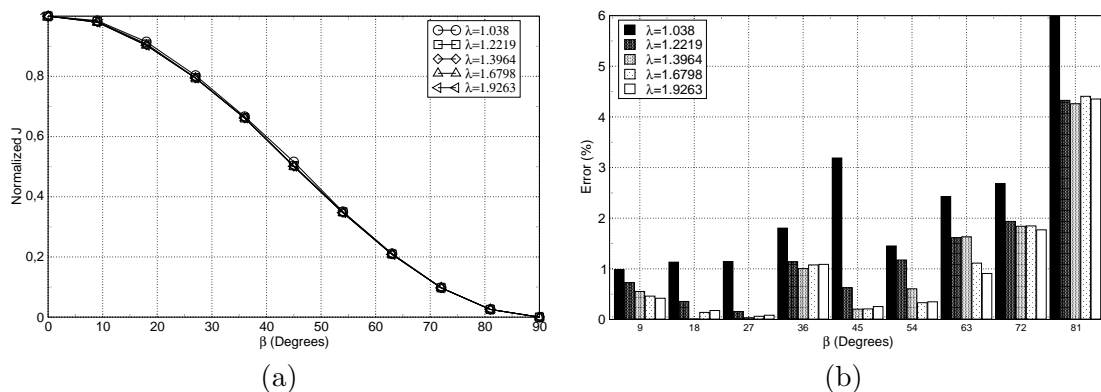 Normalized J
1
0,8
0,6
0,4
0,2
0
0 10 20 30 40 50 60 70 80 90
β (Degrees)
λ=1.038
λ=1.2219
λ=1.3964
λ=1.6798
λ=1.9263
(a)
Error (%)
6
5
4
3
2
1
0
9 18 27 36 45 54 63 72 81
β (Degrees)
λ=1.038
λ=1.2219
λ=1.3964
λ=1.6798
λ=1.9263
(b)